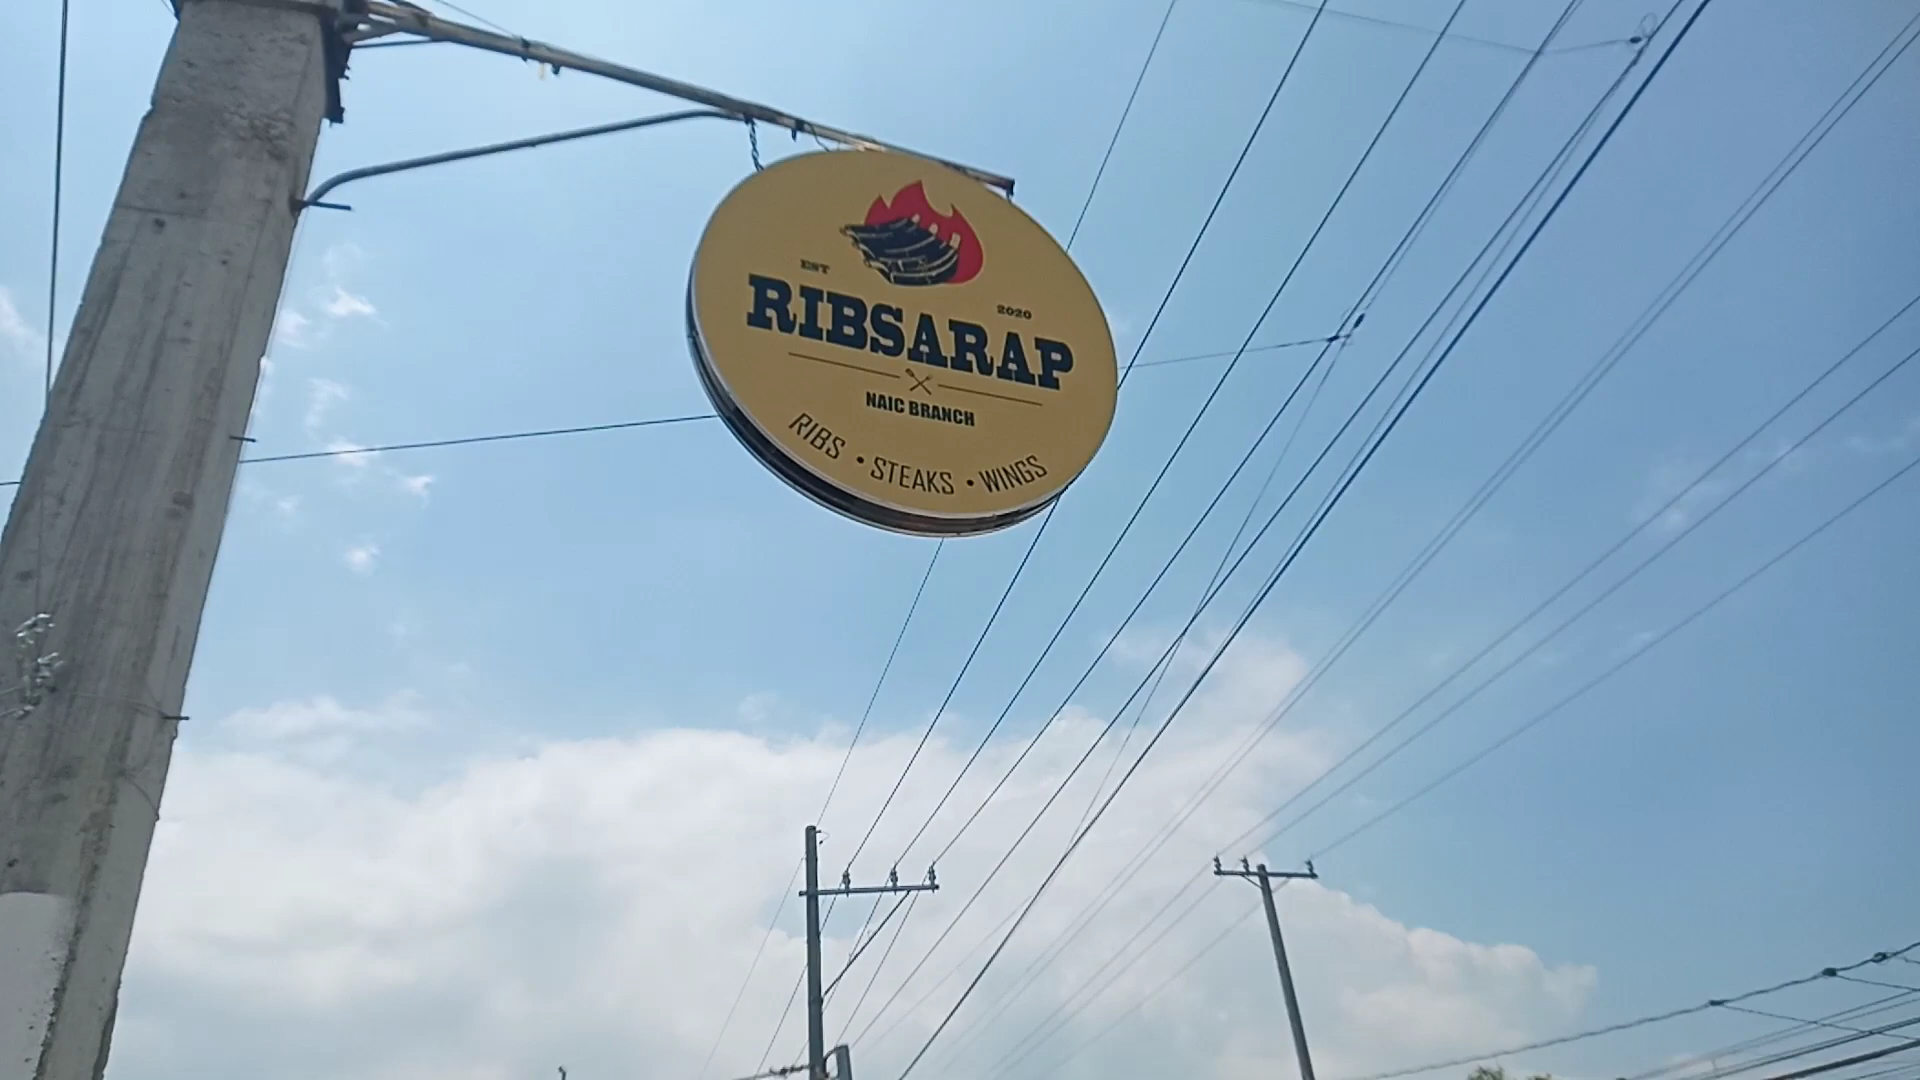 EST
2020
RIBSARAP
NAIC BRANCH
RIBS • STEAKS • WINGS